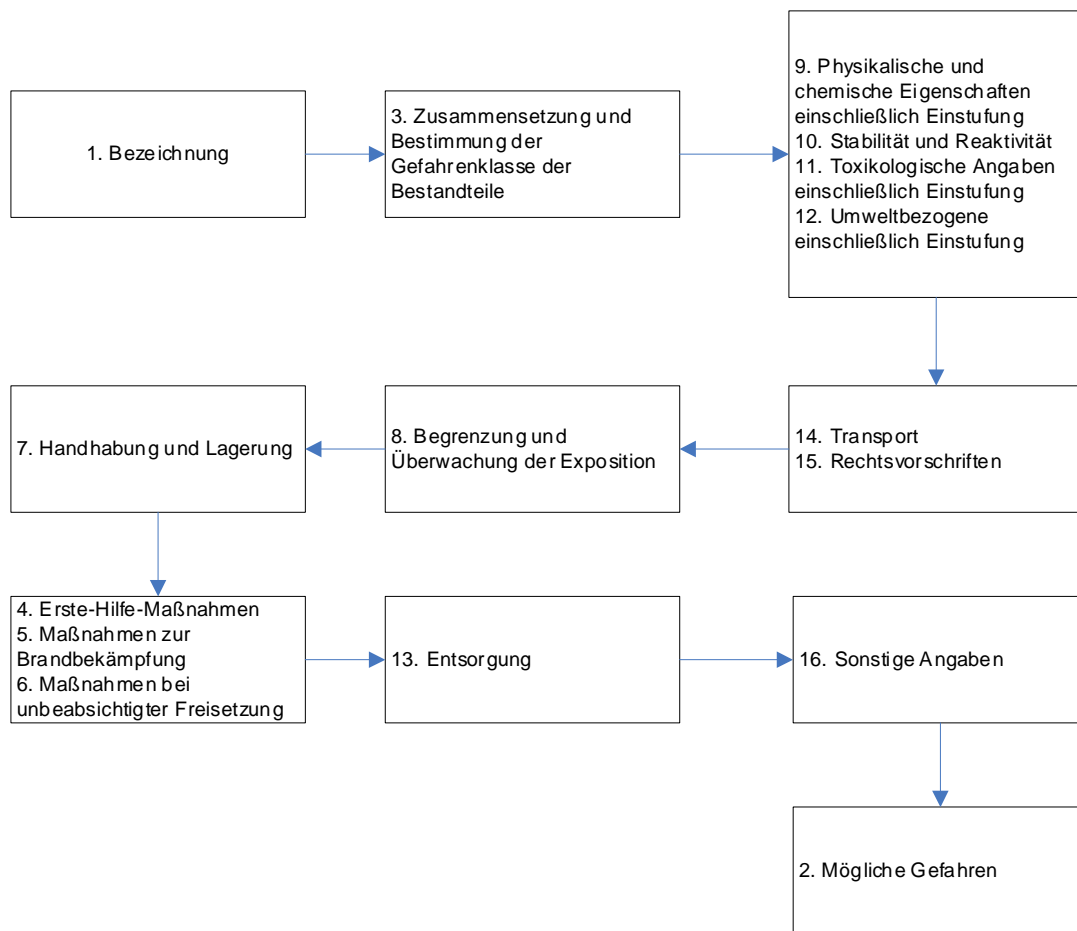 1. Bezeichnung
3. Zusammensetzung und
Bestimmung der
Gefahrenklasse der
Bestandteile
9. Physikalische und
chemische Eigenschaften
einschließlich Einstufung
10. Stabilität und Reaktivität
11. Toxikologische Angaben
einschließlich Einstufung
12. Umweltbezogene
einschließlich Einstufung
14. Transport
15. Rechtsvorschriften
8. Begrenzung und
Überwachung der Exposition
7. Handhabung und Lagerung
4. Erste-Hilfe-Maßnahmen
5. Maßnahmen zur
Brandbekämpfung
6. Maßnahmen bei
unbeabsichtigter Freisetzung
13. Entsorgung
16. Sonstige Angaben
2. Mögliche Gefahren